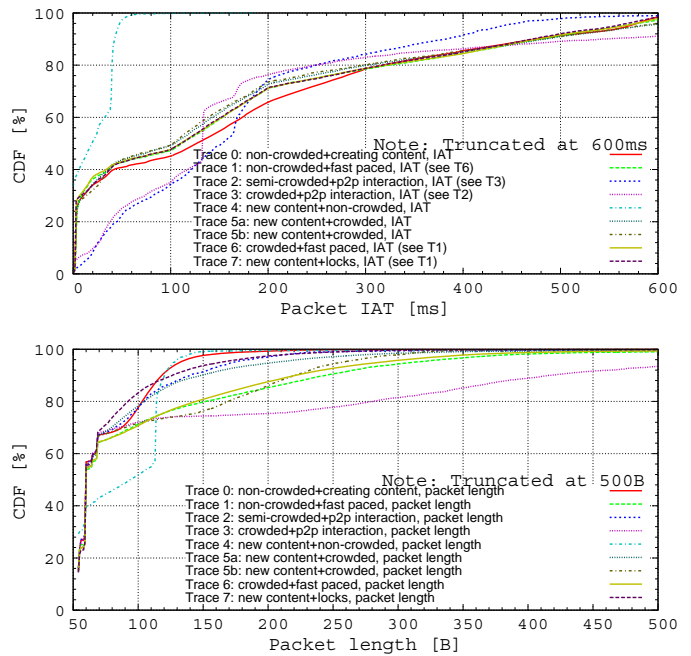 100
80
60
40
20
0
CDF [%]
Note: Truncated at 600ms
Trace 0: non-crowded+creating content, IAT
Trace 1: non-crowded+fast paced, IAT (see T6)
Trace 2: semi-crowded+p2p interaction, IAT (see T3)
Trace 3: crowded+p2p interaction, IAT (see T2)
Trace 4: new content+non-crowded, IAT
Trace 5a: new content+crowded, IAT
Trace 5b: new content+crowded, IAT
Trace 6: crowded+fast paced, IAT (see T1)
Trace 7: new content+locks, IAT (see T1)
0 100 200 300 400 500 600
Packet IAT [ms]
100
80
60
40
20
0
CDF [%]
Note: Truncated at 500B
Trace 0: non-crowded+creating content, packet length
Trace 1: non-crowded+fast paced, packet length
Trace 2: semi-crowded+p2p interaction, packet length
Trace 3: crowded+p2p interaction, packet length
Trace 4: new content+non-crowded, packet length
Trace 5a: new content+crowded, packet length
Trace 5b: new content+crowded, packet length
Trace 6: crowded+fast paced, packet length
Trace 7: new content+locks, packet length
50 100 150 200 250 300 350 400 450 500
Packet length [B]